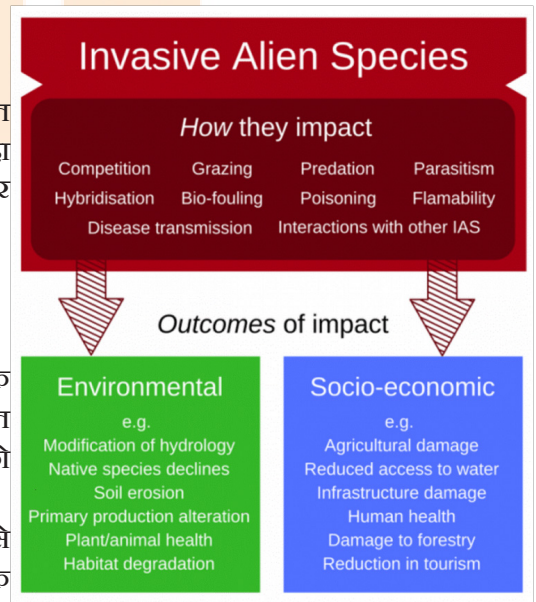 Invasive Alien Species
How they impact
Competition Grazing Predation Parasitism
Hybridisation Bio-fouling Poisoning Flamability
Disease transmission Interactions with other IAS
Outcomes of impact
Environmental
e.g.
Modification of hydrology
Native species declines
Soil erosion
Primary production alteration
Plant/animal health
Habitat degradation
Socio-economic
e.g.
Agricultural damage
Reduced access to water
Infrastructure damage
Human health
Damage to forestry
Reduction in tourism